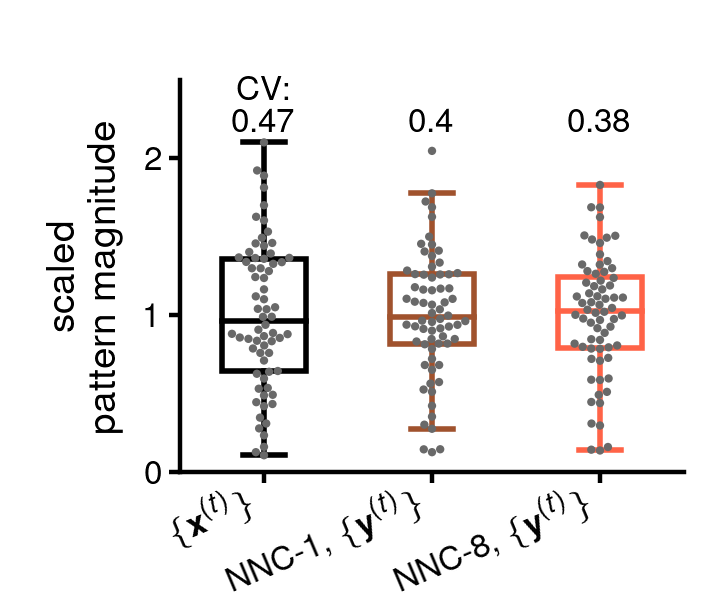 CV:
0.47
0.4
0.38
scaled
pattern magnitude
2
1
0
{x^(t)}
NNC-1, {y^(t)}
NNC-8, {y^(t)}